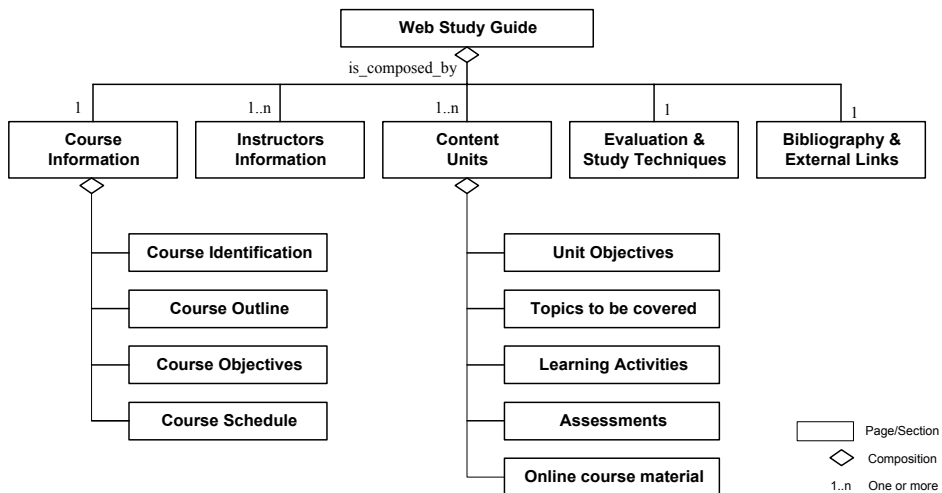 Web Study Guide
is_composed_by
1
1..n
1..n
1
1
Course
Information
Instructors
Information
Content
Units
Evaluation &
Study Techniques
Bibliography &
External Links
Course Identification
Course Outline
Course Objectives
Course Schedule
Unit Objectives
Topics to be covered
Learning Activities
Assessments
Online course material
Page/Section
Composition
1..n One or more